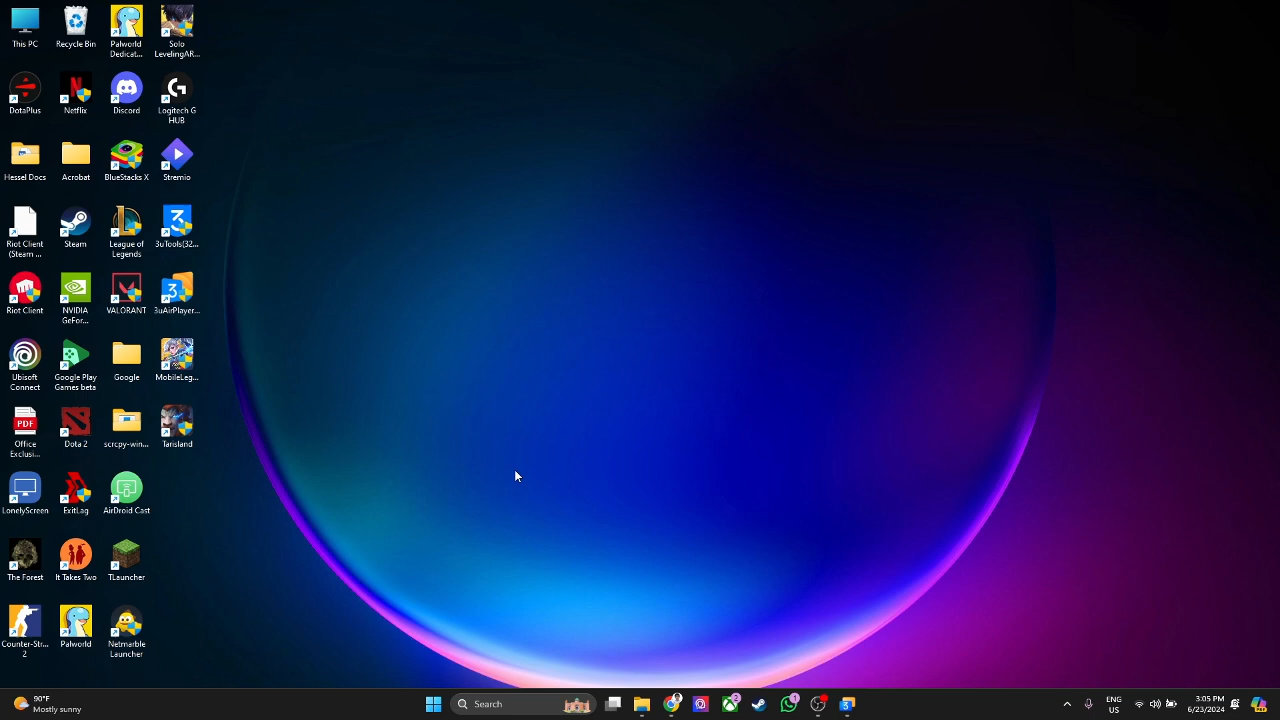 This PC
Recycle Bin
Palworld
Dedicat...
Solo
LevelingAR...
DotaPlus
Netflix
Discord
Logitech G
HUB
Hessel Docs
Acrobat
BlueStacks X
Stremio
Riot Client
(Steam ...
Steam
League of
Legends
3uTools(32...
Riot Client
NVIDIA
GeFor...
VALORANT
3uAirPlayer...
Ubisoft
Connect
Google Play
Games beta
Google
MobileLeg...
PDF
Office
Exclusi...
Dota 2
scrcpy-win...
Tarisland
LonelyScreen
ExitLag
AirDroid Cast
The Forest
It Takes Two
TLauncher
Counter-Str...
2
Palworld
Netmarble
Launcher
90°F
Mostly sunny
Search
2
1
ENG
US
3:05 PM
6/23/2024